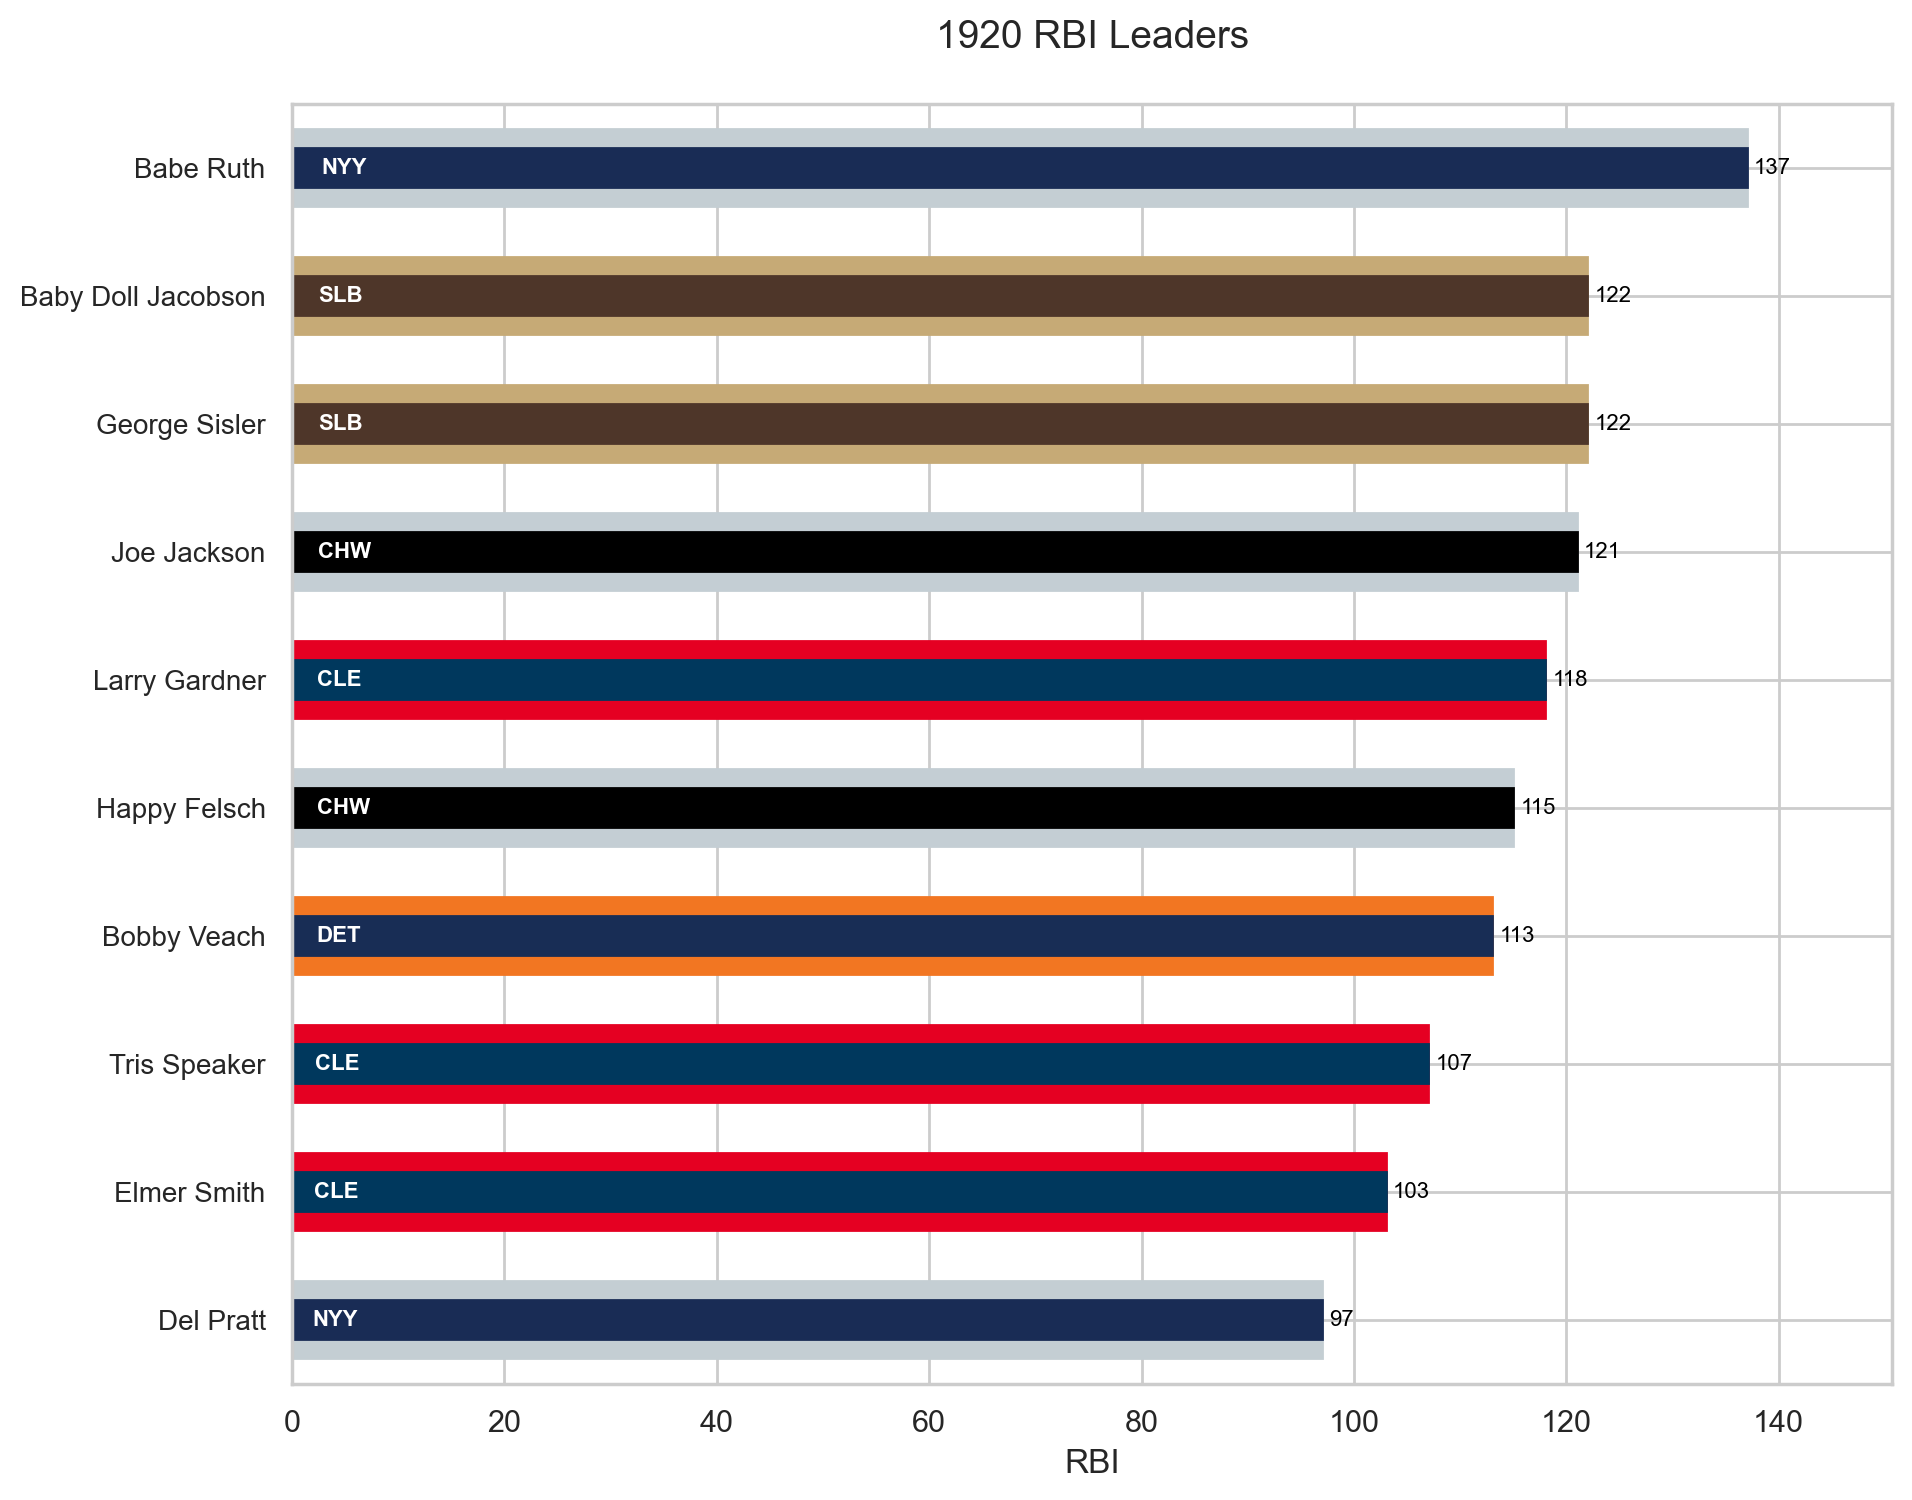 1920 RBI Leaders
Babe Ruth NYY 137
Baby Doll Jacobson SLB 122
George Sisler SLB 122
Joe Jackson CHW 121
Larry Gardner CLE 118
Happy Felsch CHW 115
Bobby Veach DET 113
Tris Speaker CLE 107
Elmer Smith CLE 103
Del Pratt NYY 97
0 20 40 60 80 100 120 140
RBI